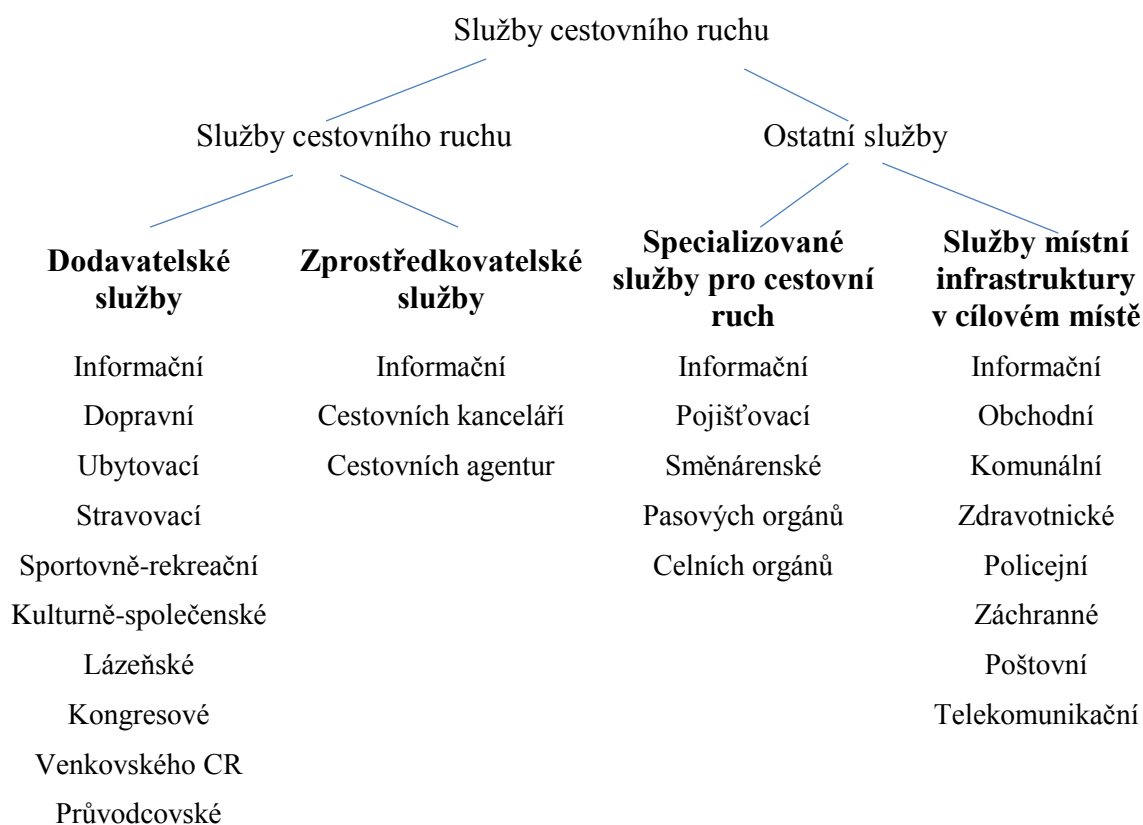 Služby cestovního ruchu
Služby cestovního ruchu
Ostatní služby
Dodavatelské
služby
Informační
Dopravní
Ubytovací
Stravovací
Sportovně-rekreační
Kulturně-společenské
Lázeňské
Kongresové
Venkovského CR
Průvodcovské
Zprostředkovatelské
služby
Informační
Cestovních kanceláří
Cestovních agentur
Specializované
služby pro cestovní
ruch
Informační
Pojišťovací
Směnárenské
Pasových orgánů
Celních orgánů
Služby místní
infrastruktury
v cílovém místě
Informační
Obchodní
Komunální
Zdravotnické
Policejní
Záchranné
Poštovní
Telekomunikační